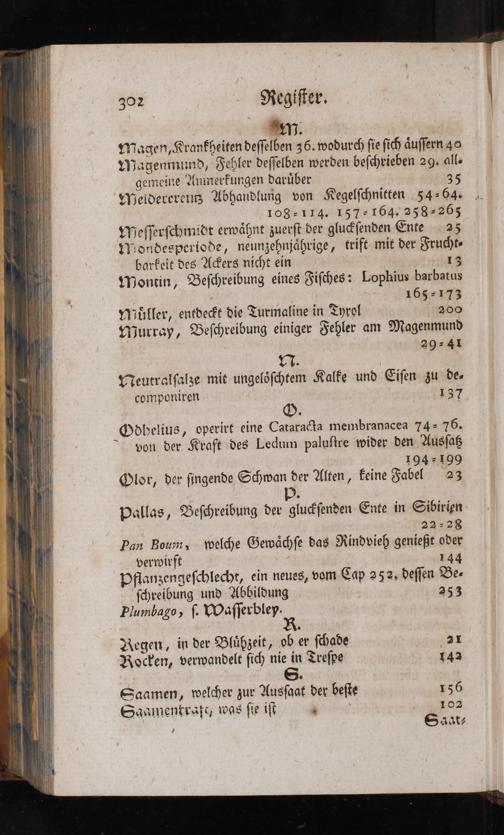 302 Register.
M.
Magen, Krankheiten desselben 36. wodurch sie sich äussern 40
Magenmund, Fehler desselben werden beschrieben 29. all-
gemeine Anmerkungen darüber 35
Meidercreutz Abhandlung von Kegelschnitten 54-64.
108-114. 157-164. 258-265
Messerschmidt erwähnt zuerst der glucksenden Ente 25
Mondesperiode, neunzehnjährige, trift mit der Frucht-
barkeit des Ackers nicht ein 13
Montin, Beschreibung eines Fisches: Lophius barbatus
165-173
Müller, entdeckt die Turmaline in Tyrol 200
Murray, Beschreibung einiger Fehler am Magenmund
29-41
N.
Neutralsalze mit ungelöschtem Kalke und Eisen zu de-
componiren 137
O.
Odhelius, operirt eine Cataracta membranacea 74-76.
von der Kraft des Ledum palustre wider den Aussatz
194-199
Olor, der singende Schwan der Alten, keine Fabel 23
P.
Pallas, Beschreibung der glucksenden Ente in Sibirien
22-28
Pan Boum, welche Gewächse das Rindvieh genießt oder
verwirft 144
Pflanzengeschlecht, ein neues, vom Cap 252. dessen Be-
schreibung und Abbildung 253
Plumbago, s. Wasserbley.
R.
Regen, in der Blühzeit, ob er schade 21
Rocken, verwandelt sich nie in Trespe 142
S.
Saamen, welcher zur Aussaat der beste 156
was sie ist 102
Saat-